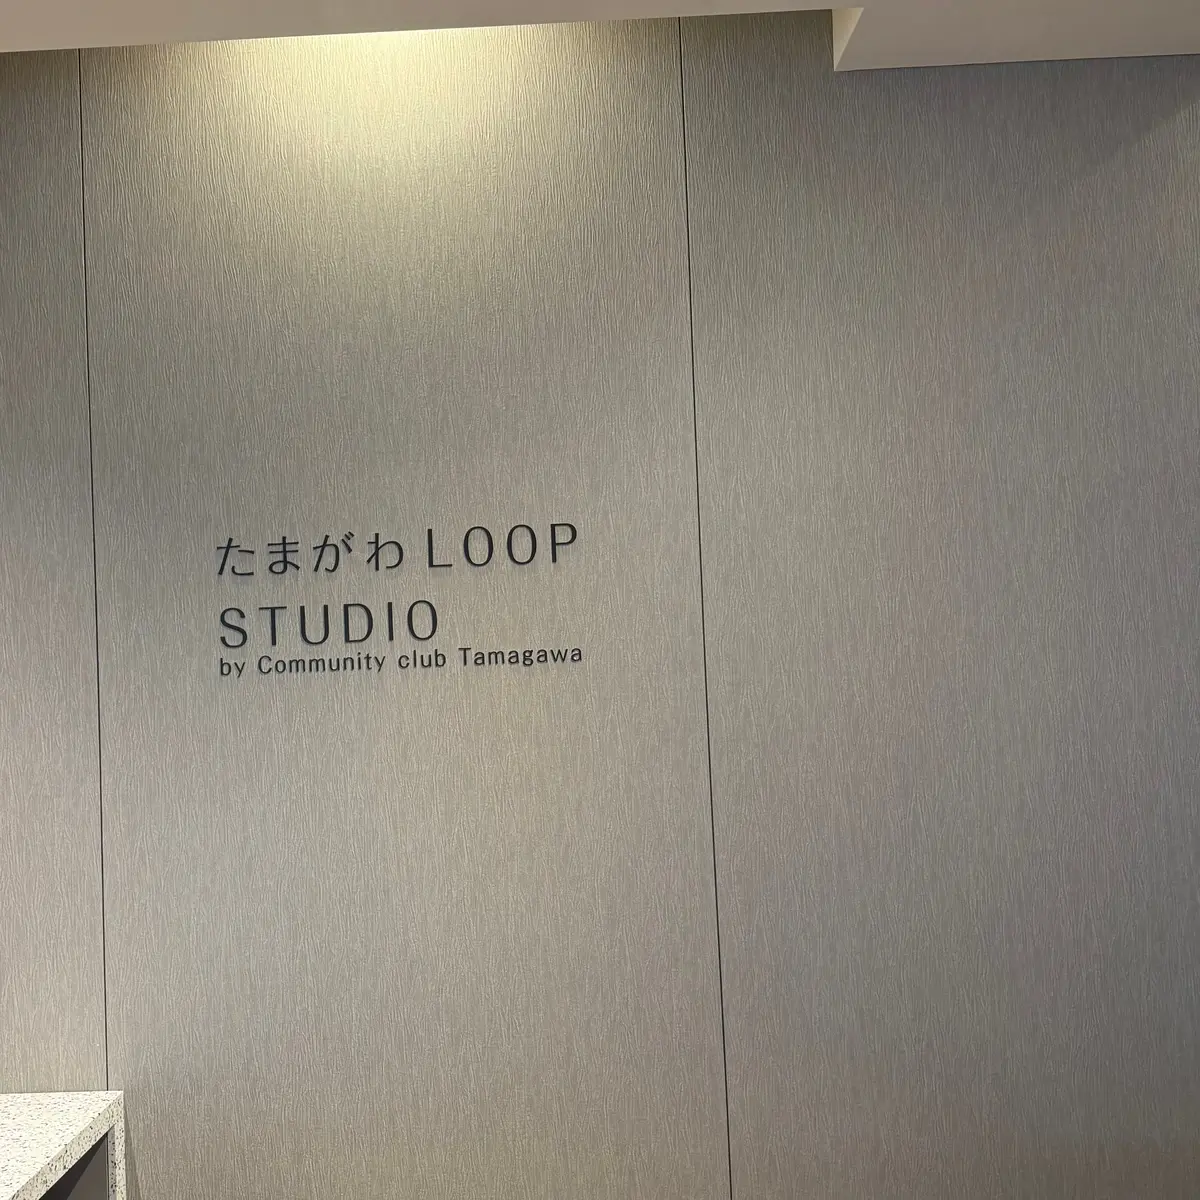 たまがわ LOOP
STUDIO
by Community club Tamagawa